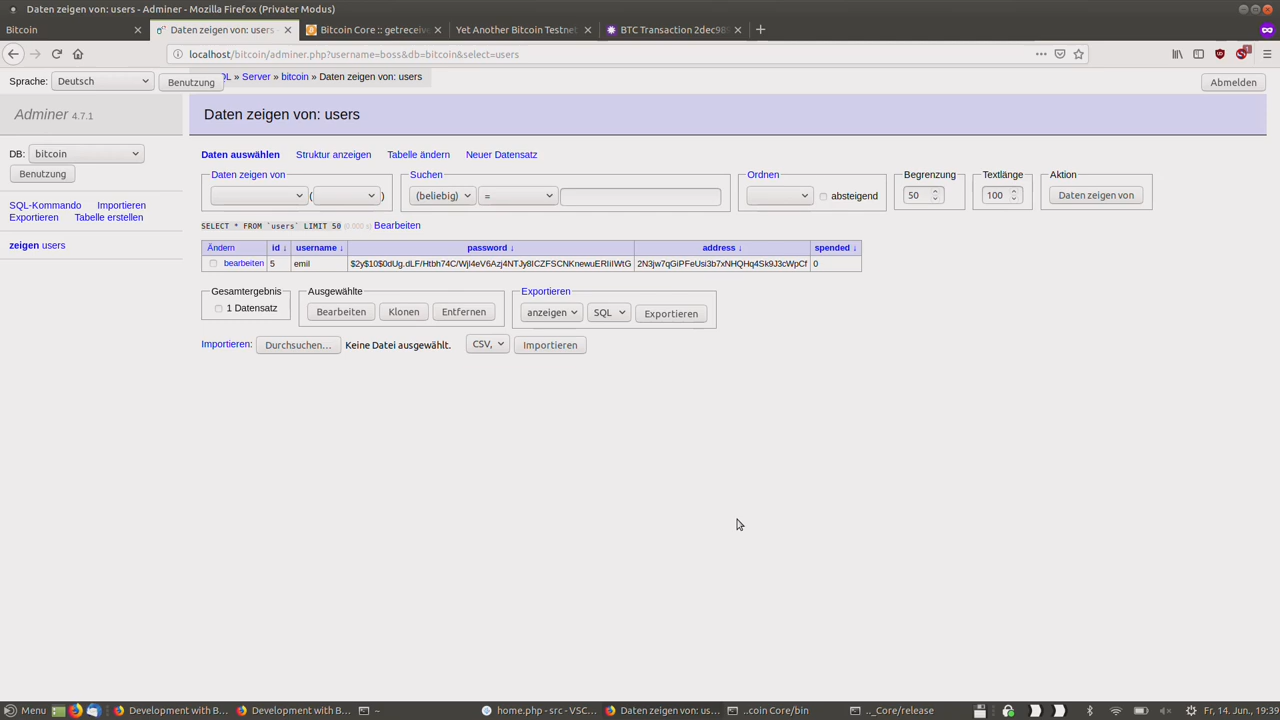 Daten zeigen von: users - Adminer - Mozilla Firefox (Privater Modus)
Bitcoin
Daten zeigen von: users -
Bitcoin Core :: getreceive
Yet Another Bitcoin Testnet
BTC Transaction 2dec98
localhost/bitcoin/adminer.php?username=boss&db=bitcoin&select=users
Sprache: Deutsch Benutzung
QL » Server » bitcoin » Daten zeigen von: users
Abmelden
Adminer 4.7.1
Daten zeigen von: users
DB: bitcoin
Benutzung
SQL-Kommando Importieren
Exportieren Tabelle erstellen
zeigen users
Daten auswählen Struktur anzeigen Tabelle ändern Neuer Datensatz
Daten zeigen von Suchen Ordnen Begrenzung Textlänge Aktion
( ) (beliebig) = absteigend 50 100 Daten zeigen von
SELECT * FROM `users` LIMIT 50 (0.000 s) Bearbeiten
Ändern id ↓ username ↓ password ↓ address ↓ spended ↓
bearbeiten 5 emil 2N3jw7qGiPFeUsi3b7xNHQHq4Sk9J3cWpCf 0
Gesamtergebnis Ausgewählte Exportieren
1 Datensatz Bearbeiten Klonen Entfernen anzeigen SQL Exportieren
Importieren: Durchsuchen... Keine Datei ausgewählt. CSV, Importieren
Menu Development with B... Development with B... ~ home.php - src - VSC... Daten zeigen von: us... ..coin Core/bin .._Core/release Fr, 14. Jun., 19:39